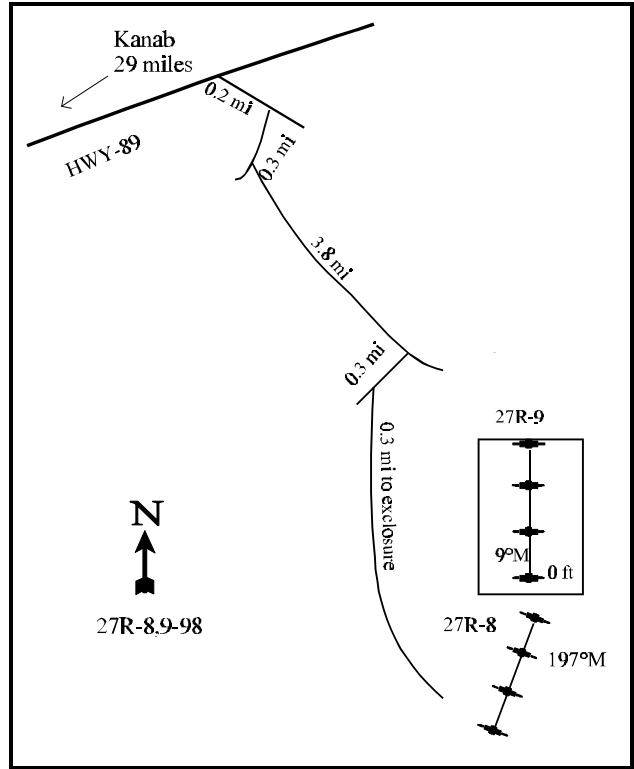 Kanab
29 miles
0.2 mi
HWY-89
0.3 mi
3.8 mi
0.3 mi
27R-9
0.3 mi to exclosure
N
9°M
0 ft
27R-8,9-98
27R-8
197°M